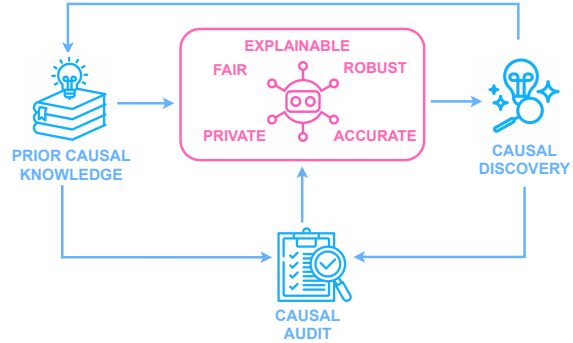 EXPLAINABLE
FAIR
ROBUST
PRIVATE
ACCURATE
PRIOR CAUSAL
KNOWLEDGE
CAUSAL
DISCOVERY
CAUSAL
AUDIT